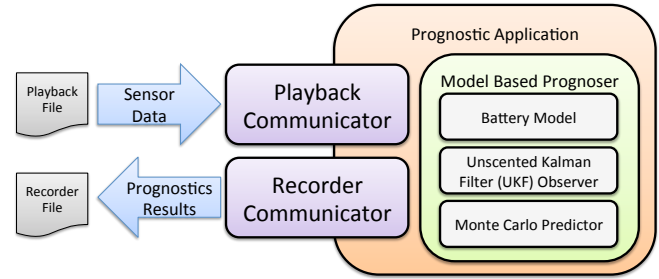 Prognostic Application
Playback
File
Sensor
Data
Playback
Communicator
Model Based Prognoser
Battery Model
Unscented Kalman
Filter (UKF) Observer
Monte Carlo Predictor
Recorder
File
Prognostics
Results
Recorder
Communicator